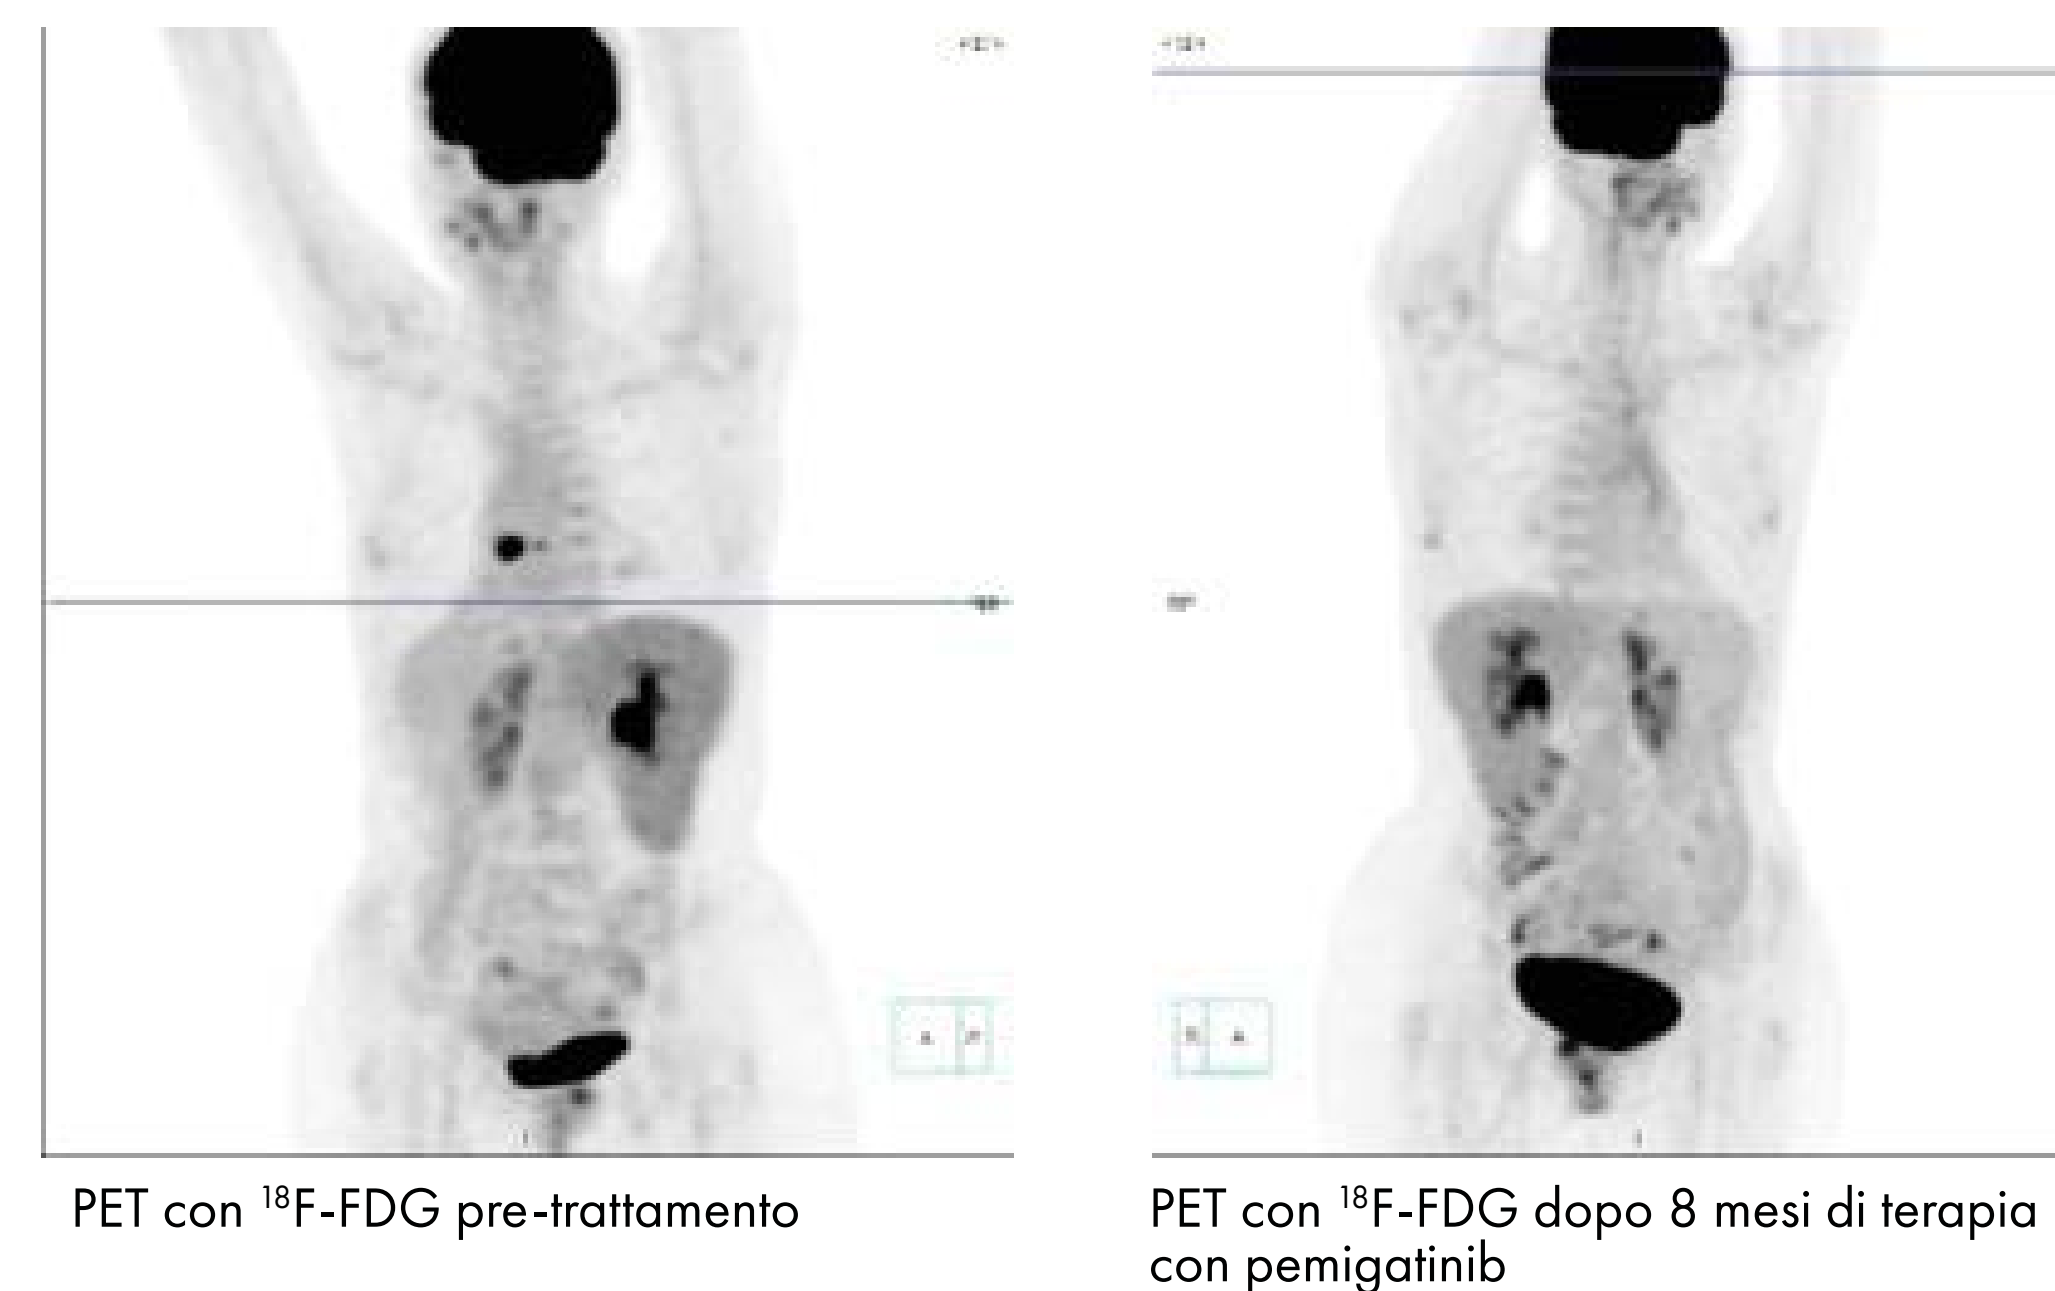 PET con ¹⁸F-FDG pre-trattamento
PET con ¹⁸F-FDG dopo 8 mesi di terapia
con pemigatinib